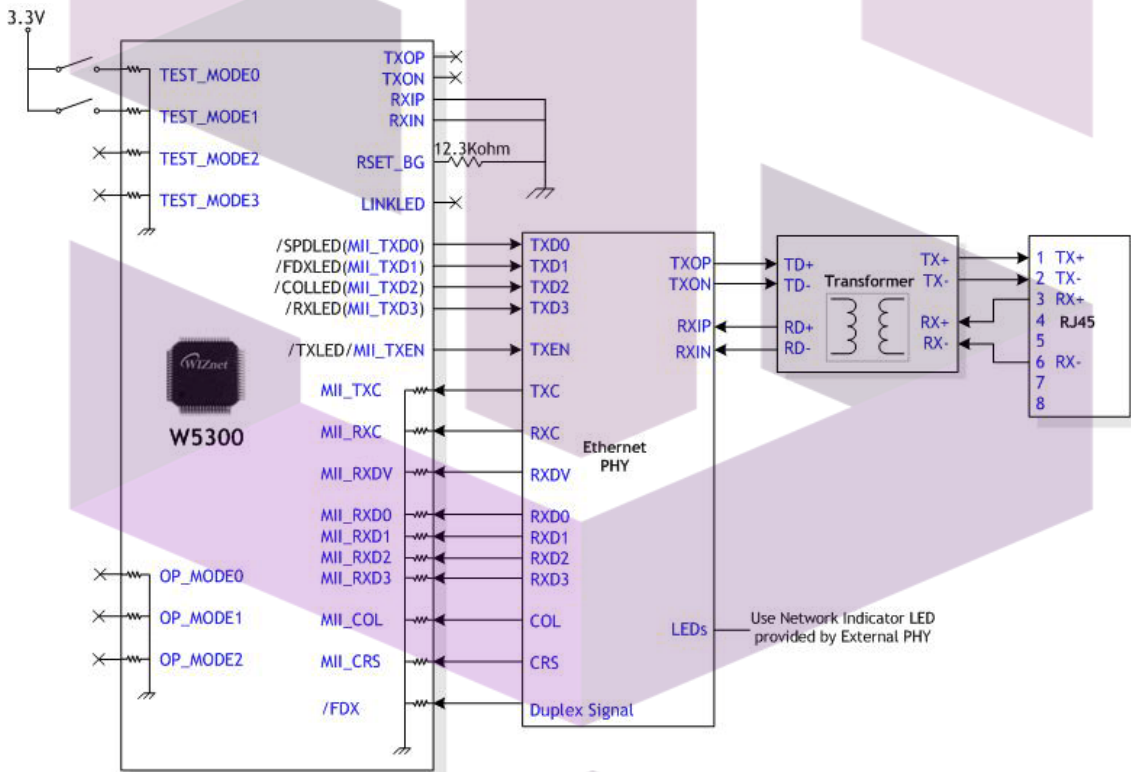 3.3V
TEST_MODE0
TEST_MODE1
TEST_MODE2
TEST_MODE3
TXOP
TXON
RXIP
RXIN
RSET_BG
12.3Kohm
LINKLED
/SPDLED(MII_TXD0)
/FDXLED(MII_TXD1)
/COLLED(MII_TXD2)
/RXLED(MII_TXD3)
/TXLED/MII_TXEN
MII_TXC
MII_RXC
MII_RXDV
MII_RXD0
MII_RXD1
MII_RXD2
MII_RXD3
MII_COL
MII_CRS
/FDX
WIZnet
W5300
OP_MODE0
OP_MODE1
OP_MODE2
TXD0
TXD1
TXD2
TXD3
TXEN
TXC
RXC
RXDV
RXD0
RXD1
RXD2
RXD3
COL
CRS
Duplex Signal
Ethernet
PHY
TXOP
TXON
RXIP
RXIN
LEDs
Use Network Indicator LED
provided by External PHY
TD+
TD-
RD+
RD-
Transformer
TX+
TX-
RX+
RX-
1 TX+
2 TX-
3 RX+
4
5
6 RX-
7
8
RJ45